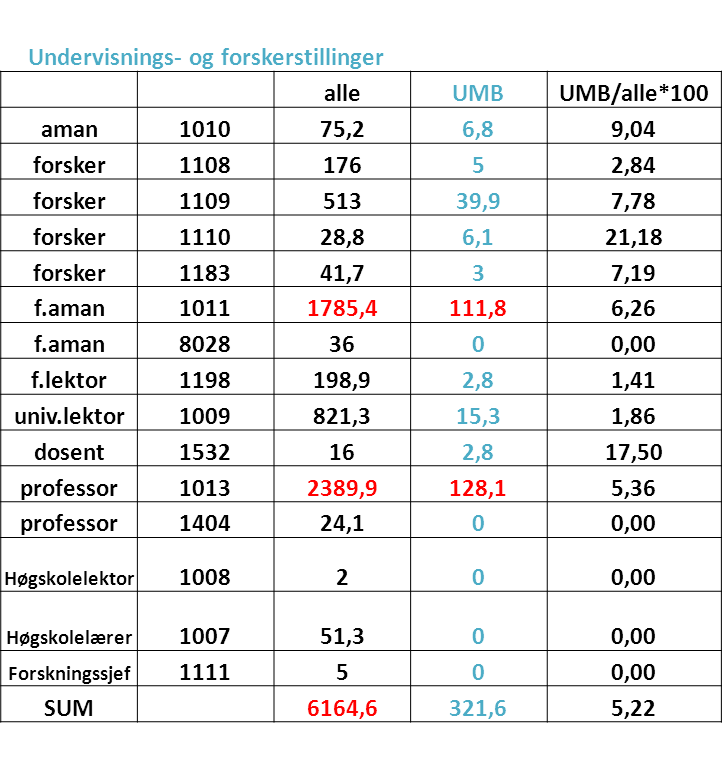 Undervisnings- og forskerstillinger
alle UMB UMB/alle*100
aman 1010 75,2 6,8 9,04
forsker 1108 176 5 2,84
forsker 1109 513 39,9 7,78
forsker 1110 28,8 6,1 21,18
forsker 1183 41,7 3 7,19
f.aman 1011 1785,4 111,8 6,26
f.aman 8028 36 0 0,00
f.lektor 1198 198,9 2,8 1,41
univ.lektor 1009 821,3 15,3 1,86
dosent 1532 16 2,8 17,50
professor 1013 2389,9 128,1 5,36
professor 1404 24,1 0 0,00
Høgskolelektor 1008 2 0 0,00
Høgskolelærer 1007 51,3 0 0,00
Forskningssjef 1111 5 0 0,00
SUM 6164,6 321,6 5,22